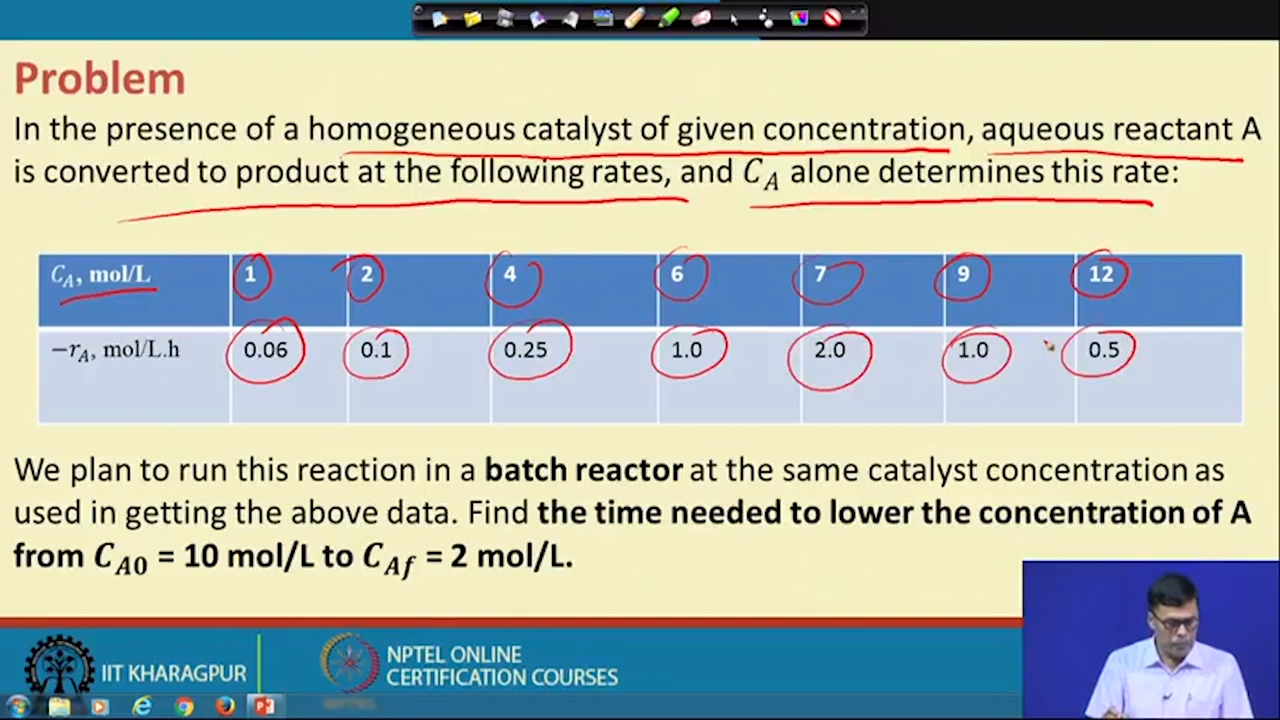 Problem
In the presence of a homogeneous catalyst of given concentration, aqueous reactant A
is converted to product at the following rates, and C_A alone determines this rate:
C_A, mol/L 1 2 4 6 7 9 12
−r_A, mol/L.h 0.06 0.1 0.25 1.0 2.0 1.0 0.5
We plan to run this reaction in a batch reactor at the same catalyst concentration as
used in getting the above data. Find the time needed to lower the concentration of A
from C_A0 = 10 mol/L to C_Af = 2 mol/L.
IIT KHARAGPUR
NPTEL ONLINE
CERTIFICATION COURSES